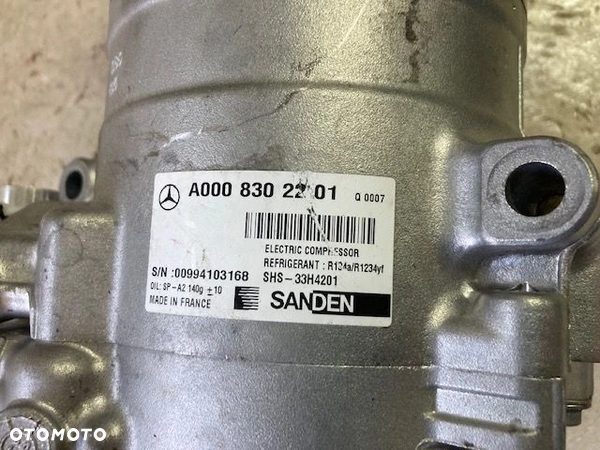 A000 830 22 01 Q 0007
ELECTRIC COMPRESSOR
REFRIGERANT : R134a/R1234yf
S/N :00994103168 SHS-33H4201
OIL: SP-A2 140g ±10
MADE IN FRANCE
SANDEN
OTOMOTO